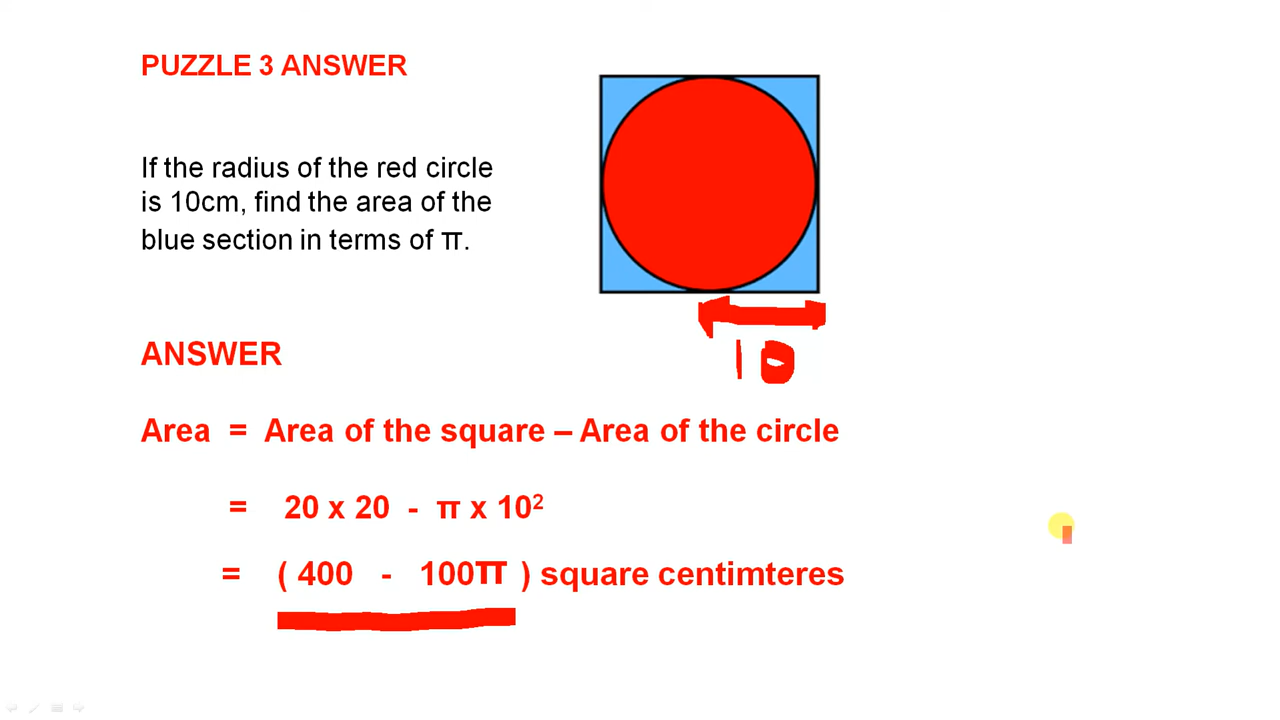 PUZZLE 3 ANSWER
If the radius of the red circle
is 10cm, find the area of the
blue section in terms of π.
10
ANSWER
Area = Area of the square – Area of the circle
= 20 x 20 - π x 10²
= ( 400 - 100π ) square centimteres